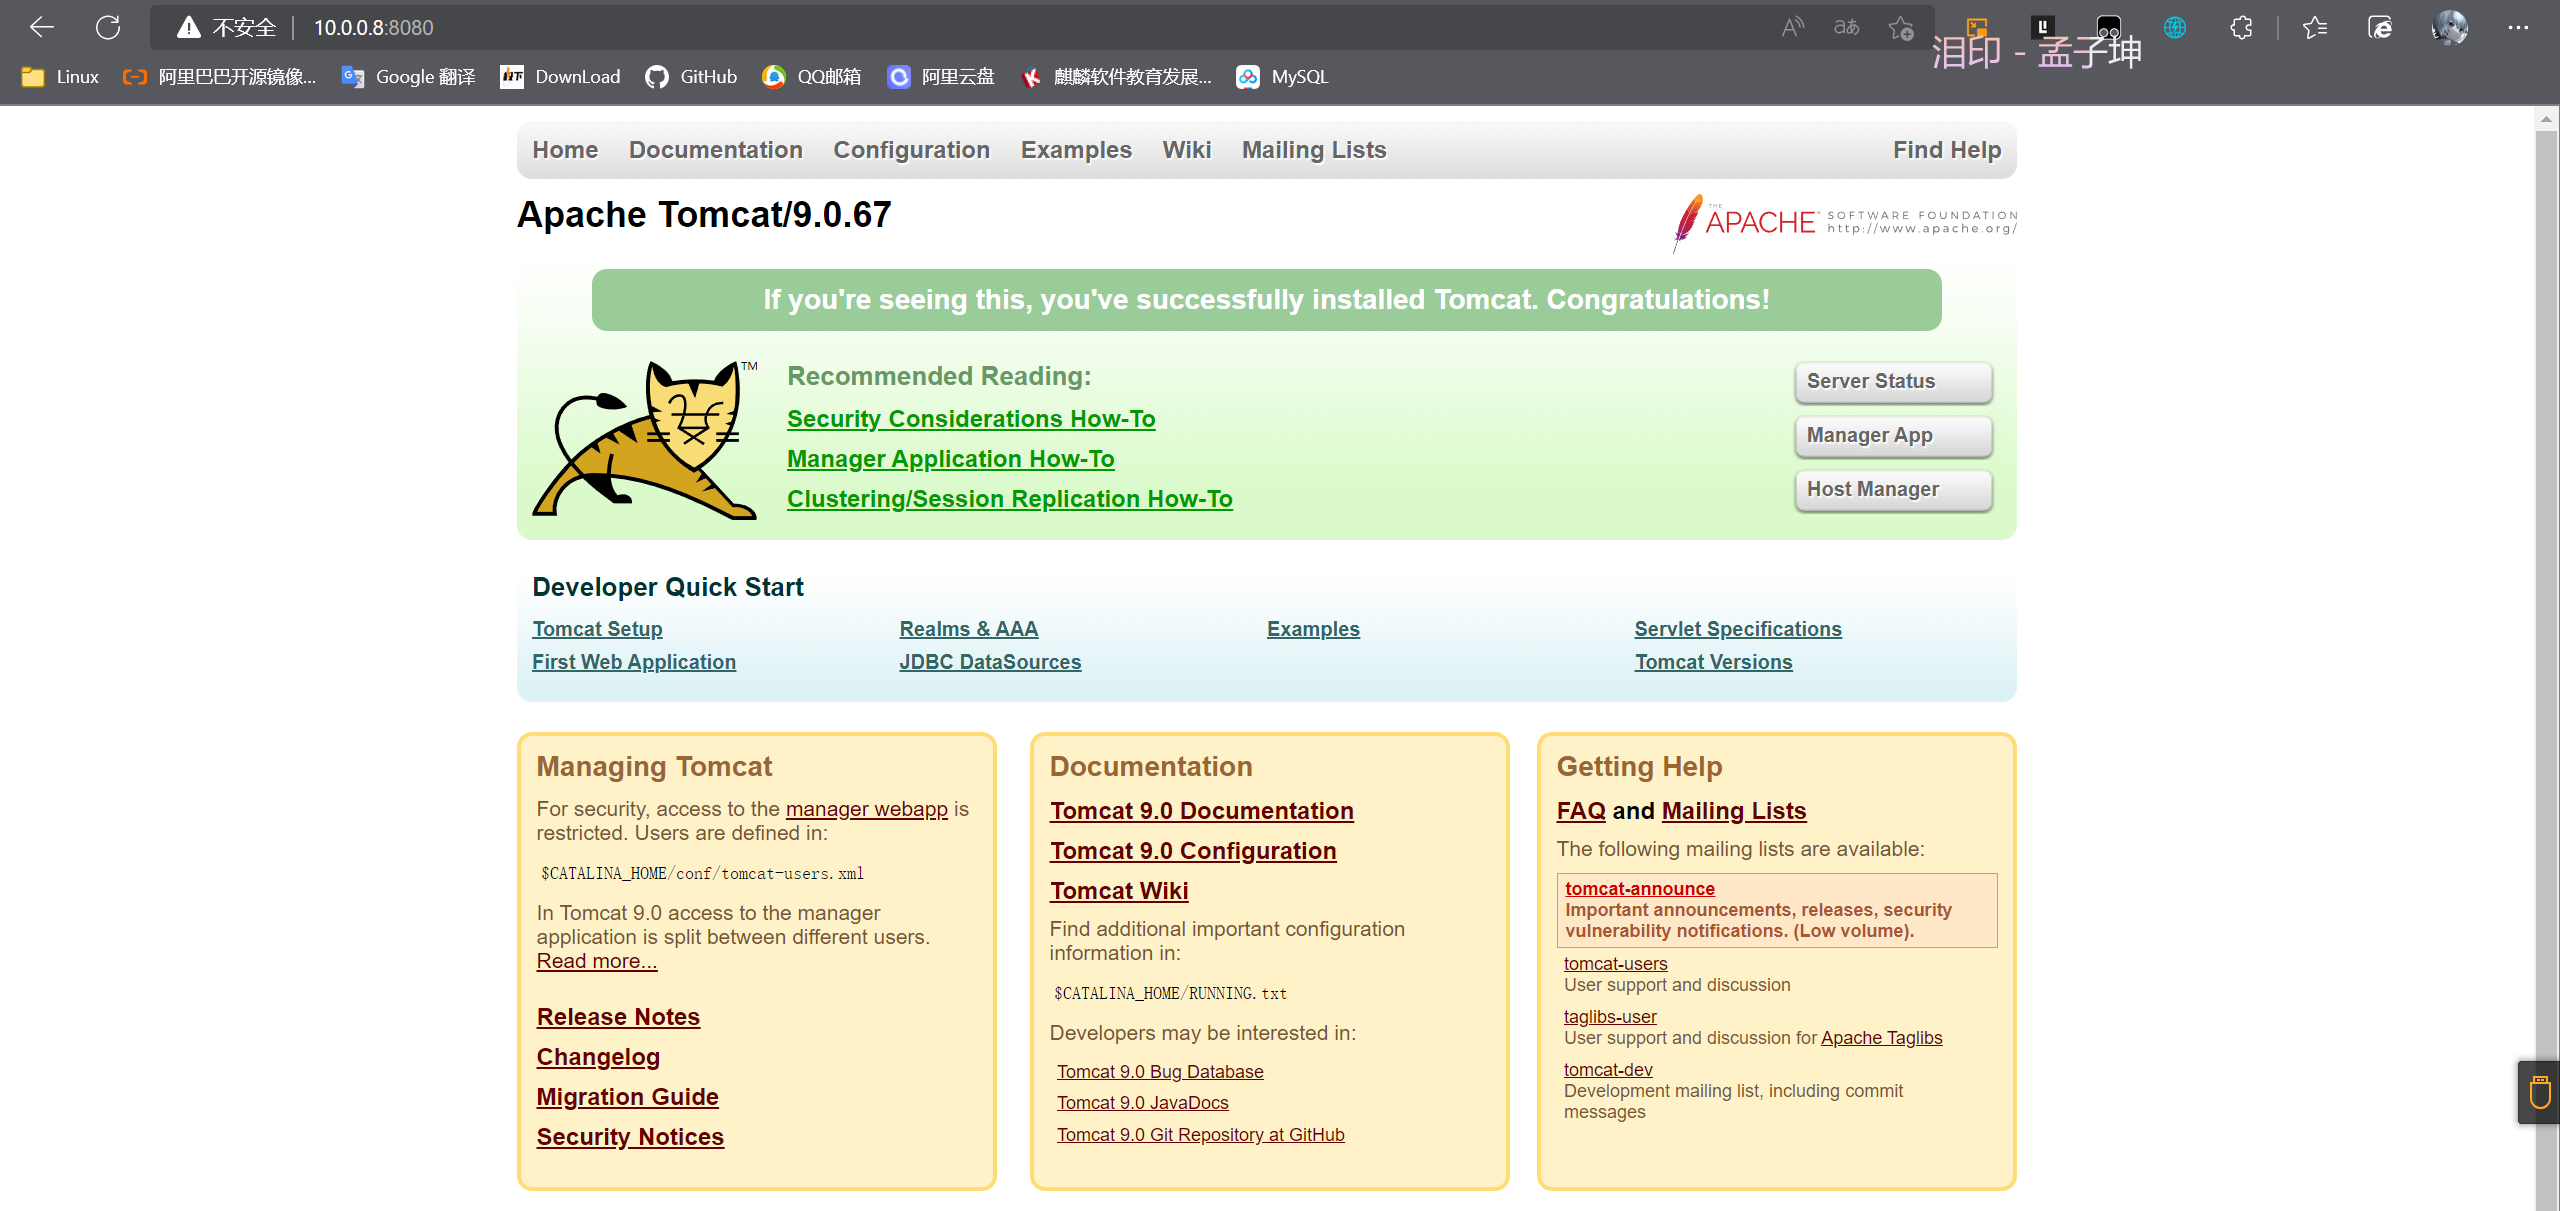 不安全 10.0.0.8:8080
泪印 - 孟子坤
Linux 阿里巴巴开源镜像... Google 翻译 DownLoad GitHub QQ邮箱 阿里云盘 麒麟软件教育发展... MySQL
Home Documentation Configuration Examples Wiki Mailing Lists Find Help
Apache Tomcat/9.0.67
THE APACHE SOFTWARE FOUNDATION
http://www.apache.org/
If you're seeing this, you've successfully installed Tomcat. Congratulations!
TM
Recommended Reading:
Security Considerations How-To
Manager Application How-To
Clustering/Session Replication How-To
Server Status
Manager App
Host Manager
Developer Quick Start
Tomcat Setup Realms & AAA Examples Servlet Specifications
First Web Application JDBC DataSources Tomcat Versions
Managing Tomcat
For security, access to the manager webapp is
restricted. Users are defined in:
$CATALINA_HOME/conf/tomcat-users.xml
In Tomcat 9.0 access to the manager
application is split between different users.
Read more...
Release Notes
Changelog
Migration Guide
Security Notices
Documentation
Tomcat 9.0 Documentation
Tomcat 9.0 Configuration
Tomcat Wiki
Find additional important configuration
information in:
$CATALINA_HOME/RUNNING.txt
Developers may be interested in:
Tomcat 9.0 Bug Database
Tomcat 9.0 JavaDocs
Tomcat 9.0 Git Repository at GitHub
Getting Help
FAQ and Mailing Lists
The following mailing lists are available:
tomcat-announce
Important announcements, releases, security
vulnerability notifications. (Low volume).
tomcat-users
User support and discussion
taglibs-user
User support and discussion for Apache Taglibs
tomcat-dev
Development mailing list, including commit
messages